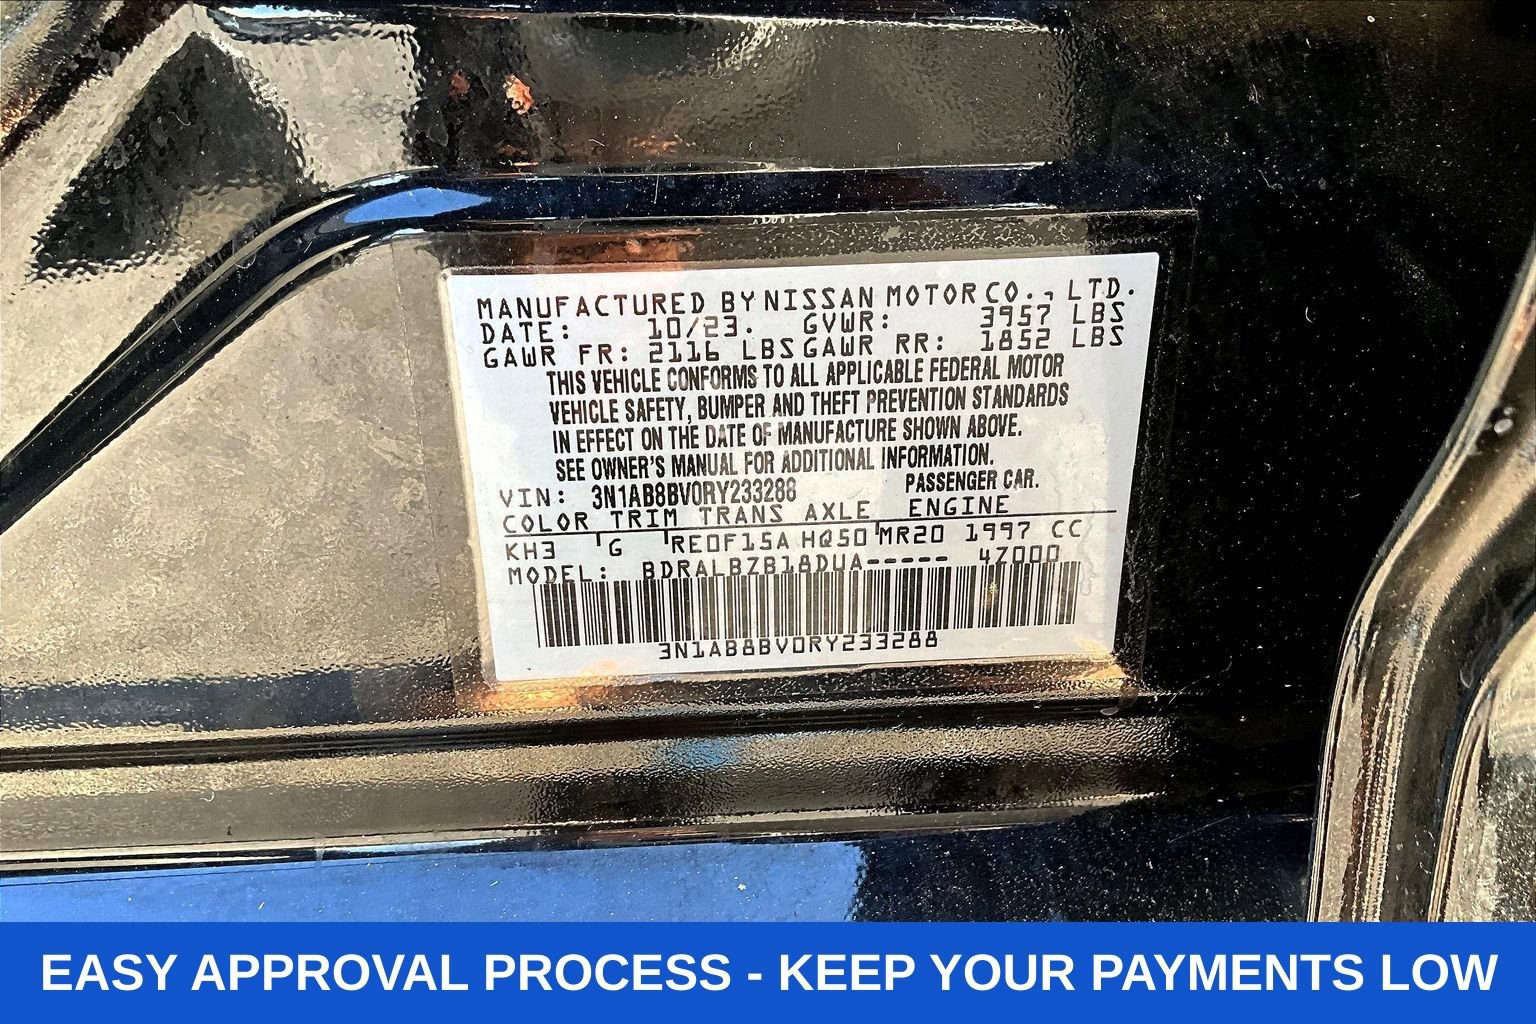 MANUFACTURED BY NISSAN MOTOR CO., LTD.
DATE: 10/23. GVWR: 3957 LBS
GAWR FR: 2116 LBS GAWR RR: 1852 LBS
THIS VEHICLE CONFORMS TO ALL APPLICABLE FEDERAL MOTOR
VEHICLE SAFETY, BUMPER AND THEFT PREVENTION STANDARDS
IN EFFECT ON THE DATE OF MANUFACTURE SHOWN ABOVE.
SEE OWNER'S MANUAL FOR ADDITIONAL INFORMATION.
VIN: 3N1AB8BV0RY233288 PASSENGER CAR.
COLOR TRIM TRANS AXLE ENGINE
KH3 G RE0F15A HQ50 MR20 1997 CC
MODEL: BDRALBZB18DUA----- 4Z000
3N1AB8BV0RY233288
EASY APPROVAL PROCESS - KEEP YOUR PAYMENTS LOW